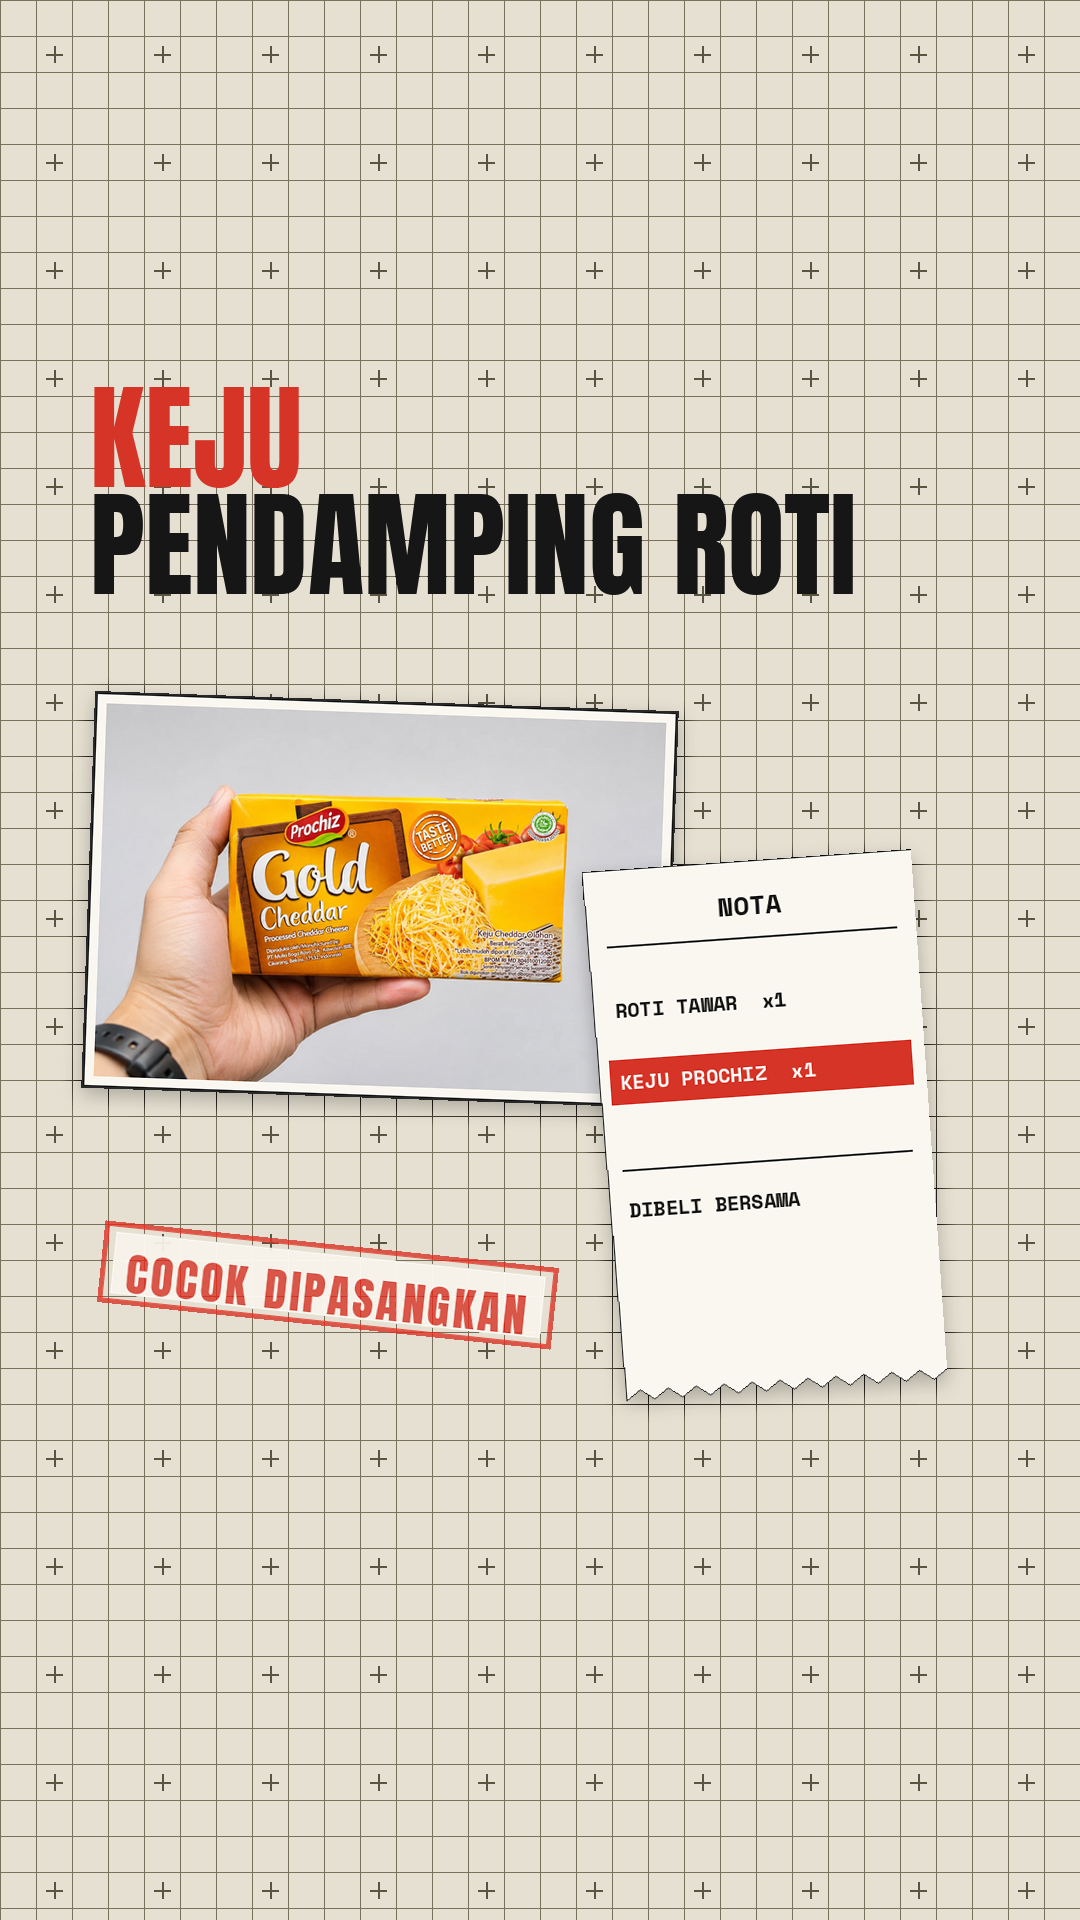 KEJU
PENDAMPING ROTI
Prochiz
®
Gold
Cheddar
Processed Cheddar Cheese
TASTE
BETTER
Keju Cheddar Olahan
NOTA
ROTI TAWAR x1
KEJU PROCHIZ x1
DIBELI BERSAMA
COCOK DIPASANGKAN